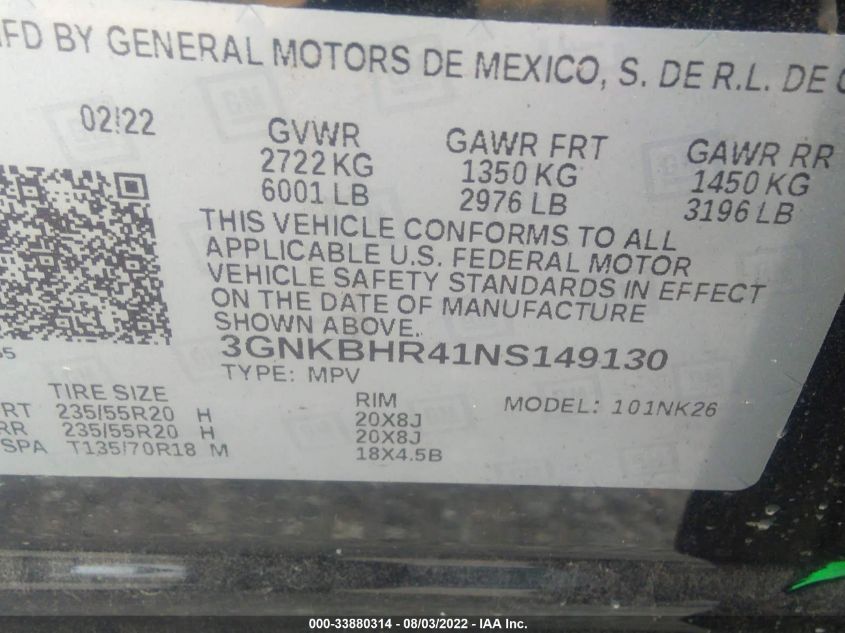 MFD BY GENERAL MOTORS DE MEXICO, S. DE R.L. DE C
02/22
GVWR GAWR FRT GAWR RR
2722 KG 1350 KG 1450 KG
6001 LB 2976 LB 3196 LB
THIS VEHICLE CONFORMS TO ALL
APPLICABLE U.S. FEDERAL MOTOR
VEHICLE SAFETY STANDARDS IN EFFECT
ON THE DATE OF MANUFACTURE
SHOWN ABOVE.
3GNKBHR41NS149130
TYPE: MPV
TIRE SIZE RIM MODEL: 101NK26
FRT 235/55R20 H 20X8J
RR 235/55R20 H 20X8J
SPA T135/70R18 M 18X4.5B
000-33880314 - 08/03/2022 - IAA Inc.